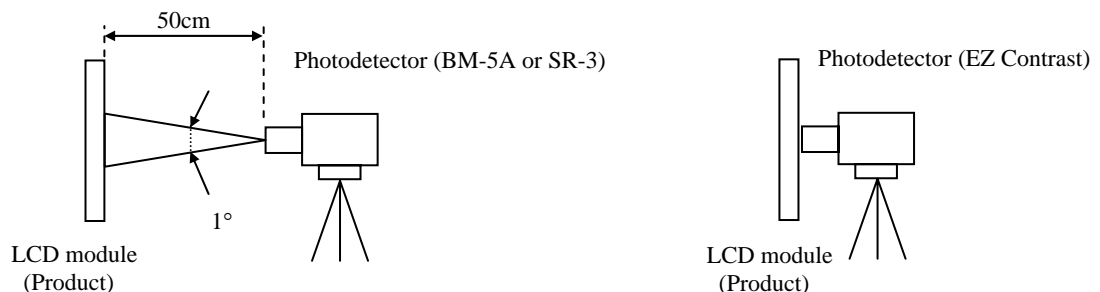 50cm
Photodetector (BM-5A or SR-3)
1°
LCD module
(Product)
Photodetector (EZ Contrast)
LCD module
(Product)